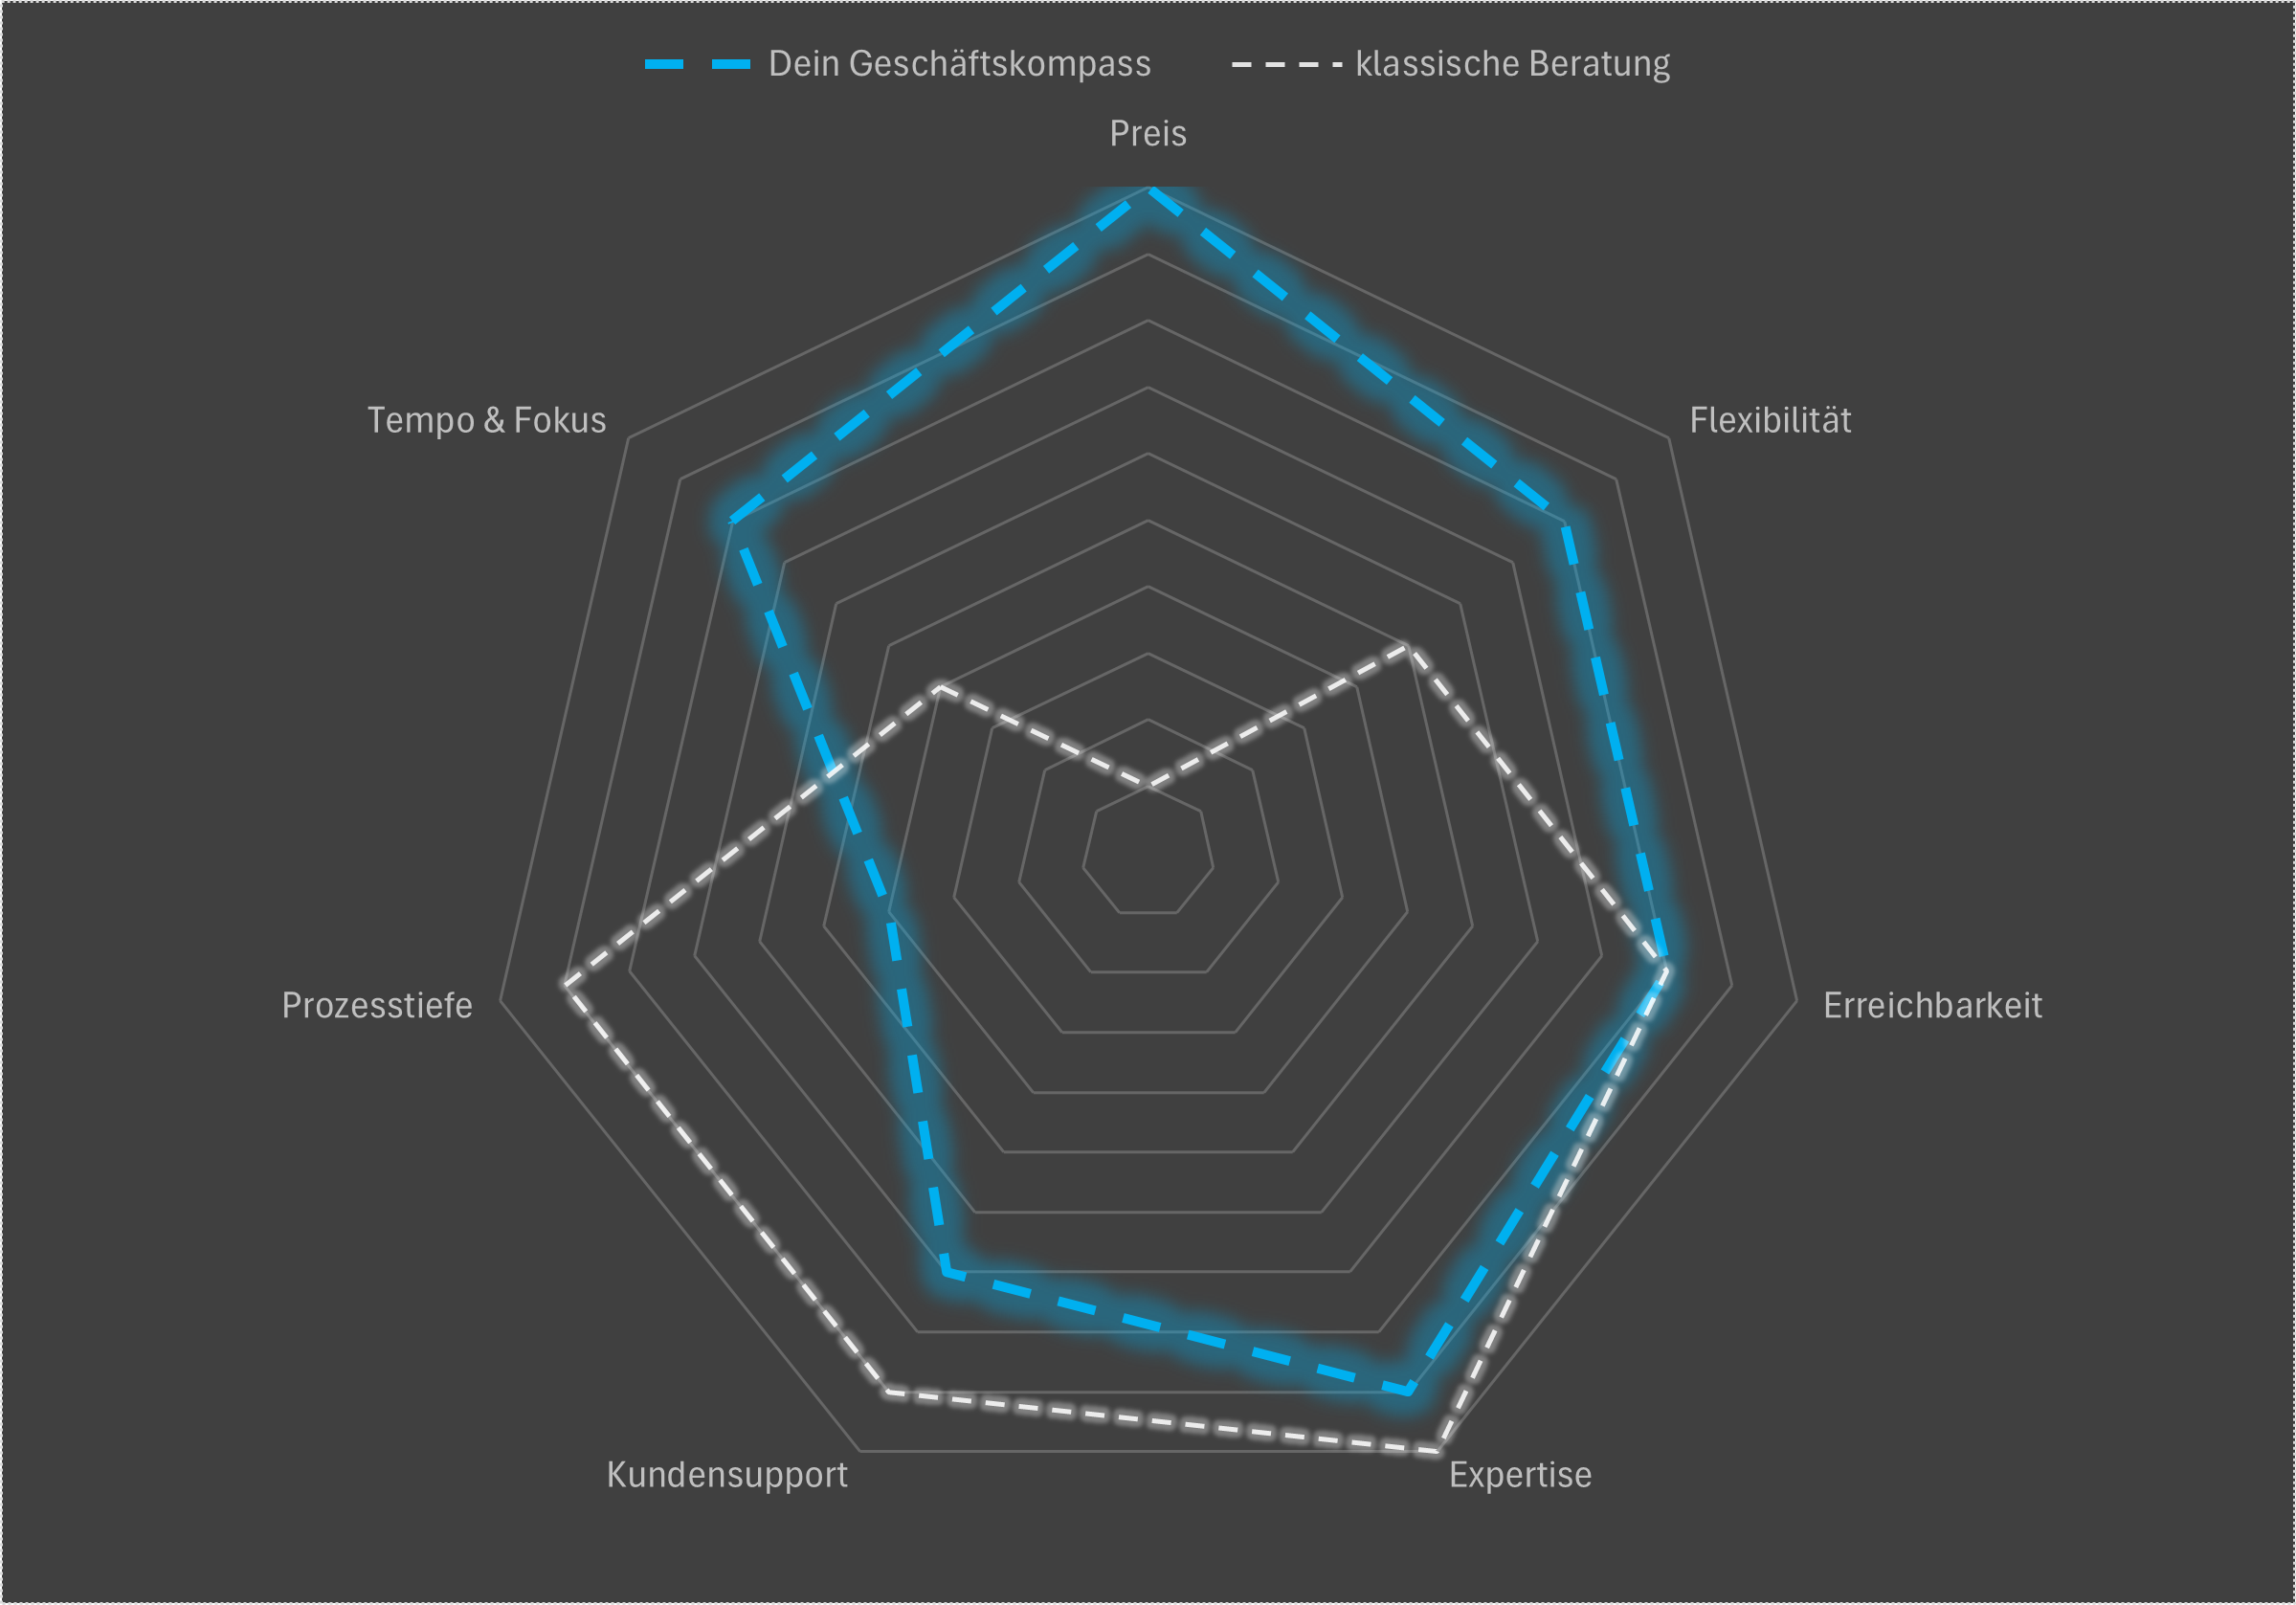 Dein Geschäftskompass klassische Beratung
Preis
Tempo & Fokus
Flexibilität
Prozesstiefe
Erreichbarkeit
Kundensupport
Expertise